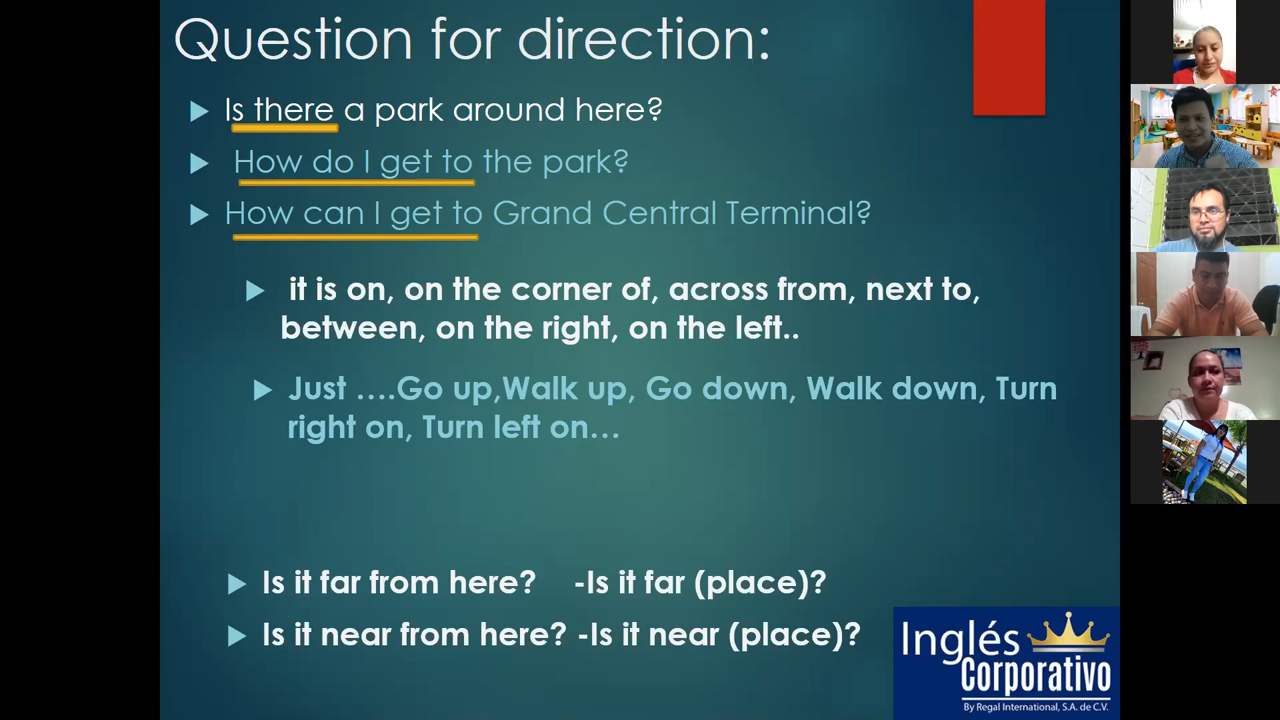 Question for direction:
Is there a park around here?
How do I get to the park?
How can I get to Grand Central Terminal?
it is on, on the corner of, across from, next to,
between, on the right, on the left..
Just ....Go up,Walk up, Go down, Walk down, Turn
right on, Turn left on...
Is it far from here? -Is it far (place)?
Is it near from here? -Is it near (place)?
Inglés
Corporativo
By Regal International, S.A. de C.V.